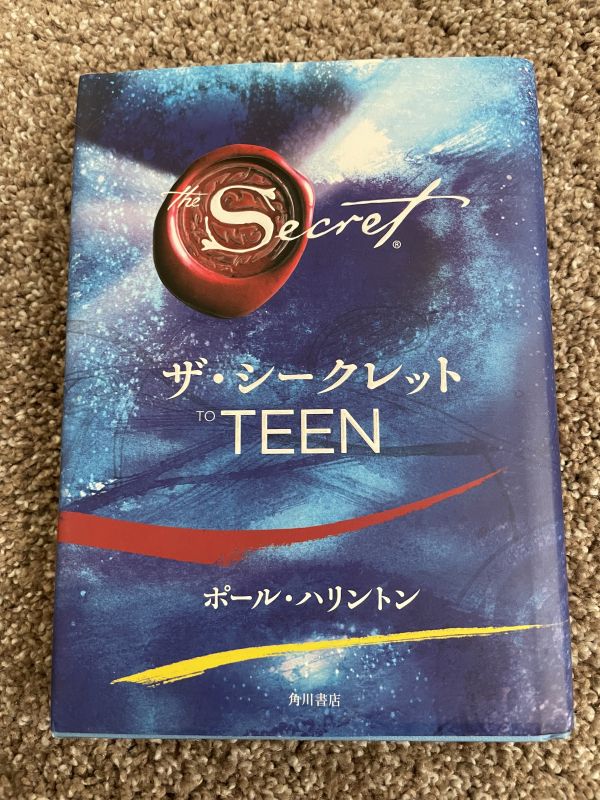 the Secret®
ザ・シークレット
TO TEEN
ポール・ハリントン
角川書店